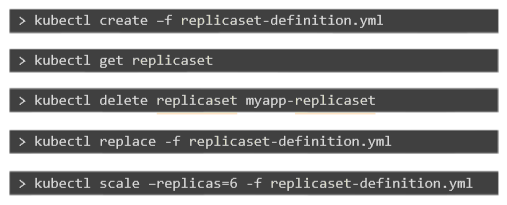 > kubectl create –f replicaset-definition.yml
> kubectl get replicaset
> kubectl delete replicaset myapp-replicaset
> kubectl replace -f replicaset-definition.yml
> kubectl scale –replicas=6 -f replicaset-definition.yml